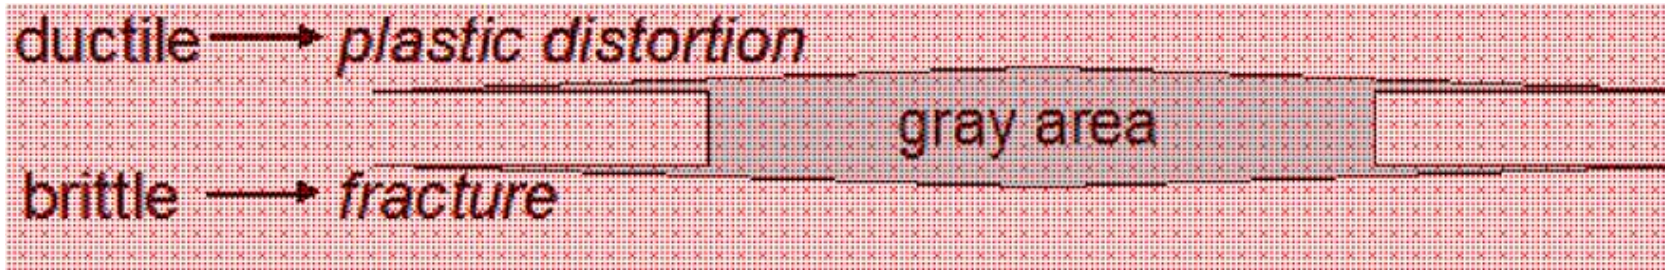 ductile → plastic distortion
gray area
brittle → fracture